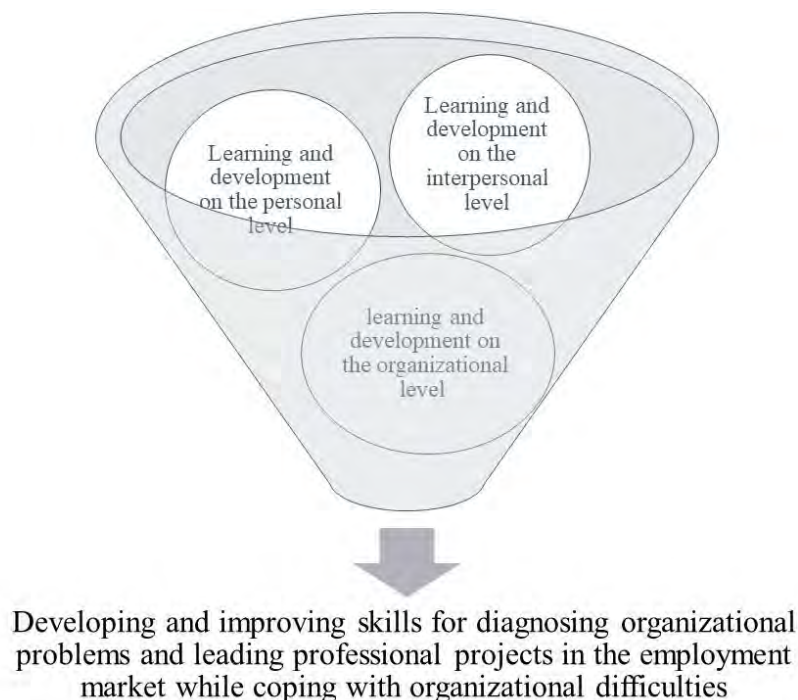 Learning and
development
on the personal
level
Learning and
development
on the
interpersonal
level
learning and
development on
the organizational
level
Developing and improving skills for diagnosing organizational
problems and leading professional projects in the employment
market while coping with organizational difficulties